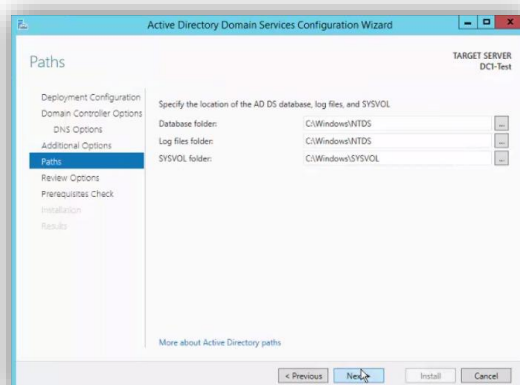 Active Directory Domain Services Configuration Wizard
Paths
TARGET SERVER
DC1-Test
Deployment Configuration
Domain Controller Options
DNS Options
Additional Options
Paths
Review Options
Prerequisites Check
Installation
Results
Specify the location of the AD DS database, log files, and SYSVOL
Database folder: C:\Windows\NTDS ...
Log files folder: C:\Windows\NTDS ...
SYSVOL folder: C:\Windows\SYSVOL ...
More about Active Directory paths
< Previous Next > Install Cancel